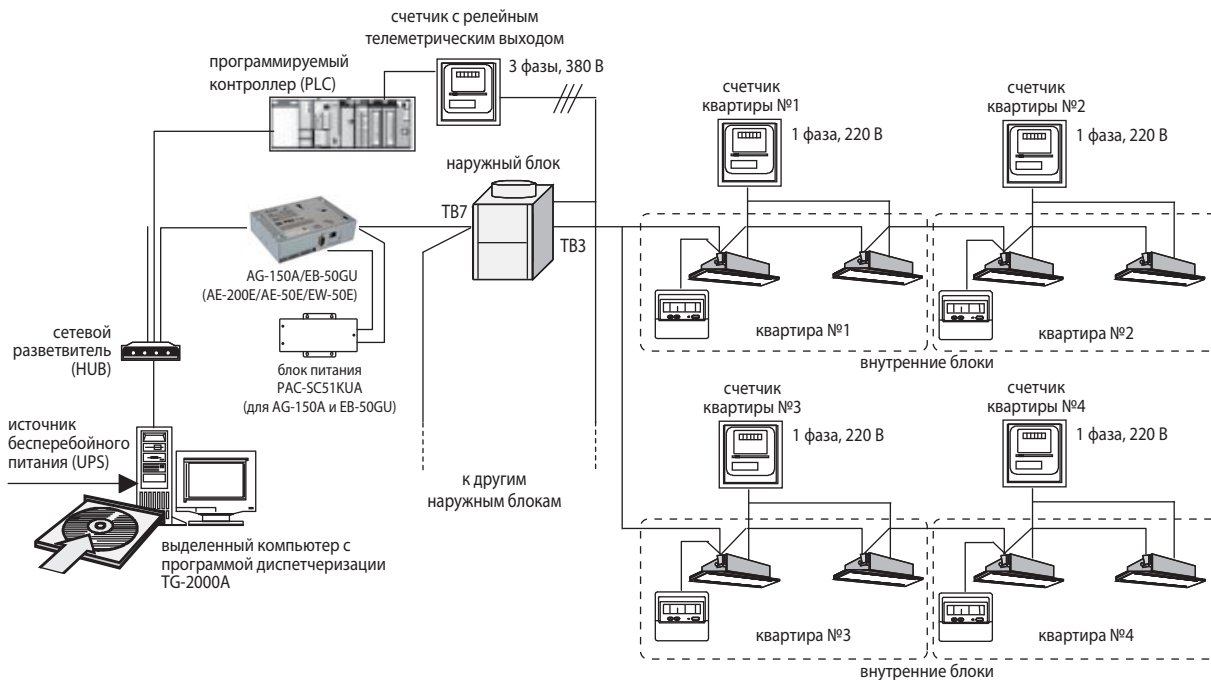 счетчик с релейным
телеметрическим выходом
3 фазы, 380 В
программируемый
контроллер (PLC)
наружный блок
TB7
TB3
AG-150A/EB-50GU
(AE-200E/AE-50E/EW-50E)
блок питания
PAC-SC51KUA
(для AG-150A и EB-50GU)
сетевой
разветвитель
(HUB)
источник
бесперебойного
питания (UPS)
выделенный компьютер с
программой диспетчеризации
TG-2000A
к другим
наружным блокам
счетчик
квартиры №1
1 фаза, 220 В
счетчик
квартиры №2
1 фаза, 220 В
квартира №1
квартира №2
внутренние блоки
счетчик
квартиры №3
1 фаза, 220 В
счетчик
квартиры №4
1 фаза, 220 В
квартира №3
квартира №4
внутренние блоки